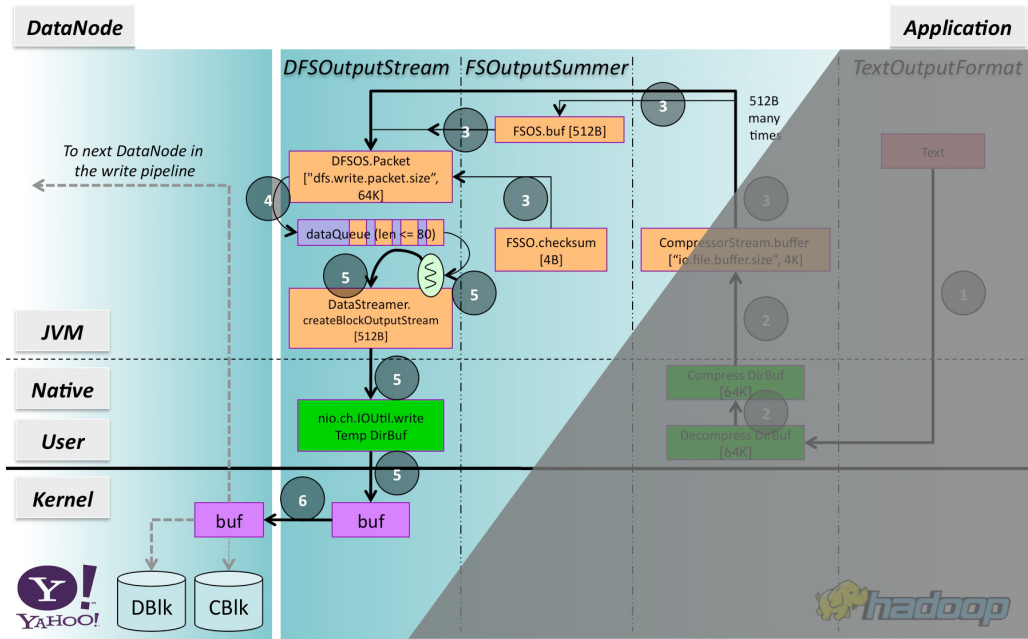 DataNode
Application
DFSOutputStream
FSOutputSummer
TextOutputFormat
3
512B
many
times
FSOS.buf [512B]
3
To next DataNode in
the write pipeline
DFSOS.Packet
["dfs.write.packet.size”,
64K]
Text
4
3
3
dataQueue (len <= 80)
FSSO.checksum
[4B]
CompressorStream.buffer
[“io.file.buffer.size”, 4K]
5
5
1
DataStreamer.
createBlockOutputStream
[512B]
2
JVM
Native
5
Compress DirBuf
[64K]
nio.ch.IOUtil.write
Temp DirBuf
2
User
Decompress DirBuf
[64K]
5
Kernel
6
buf
buf
Y!
YAHOO!
DBlk
CBlk
hadoop